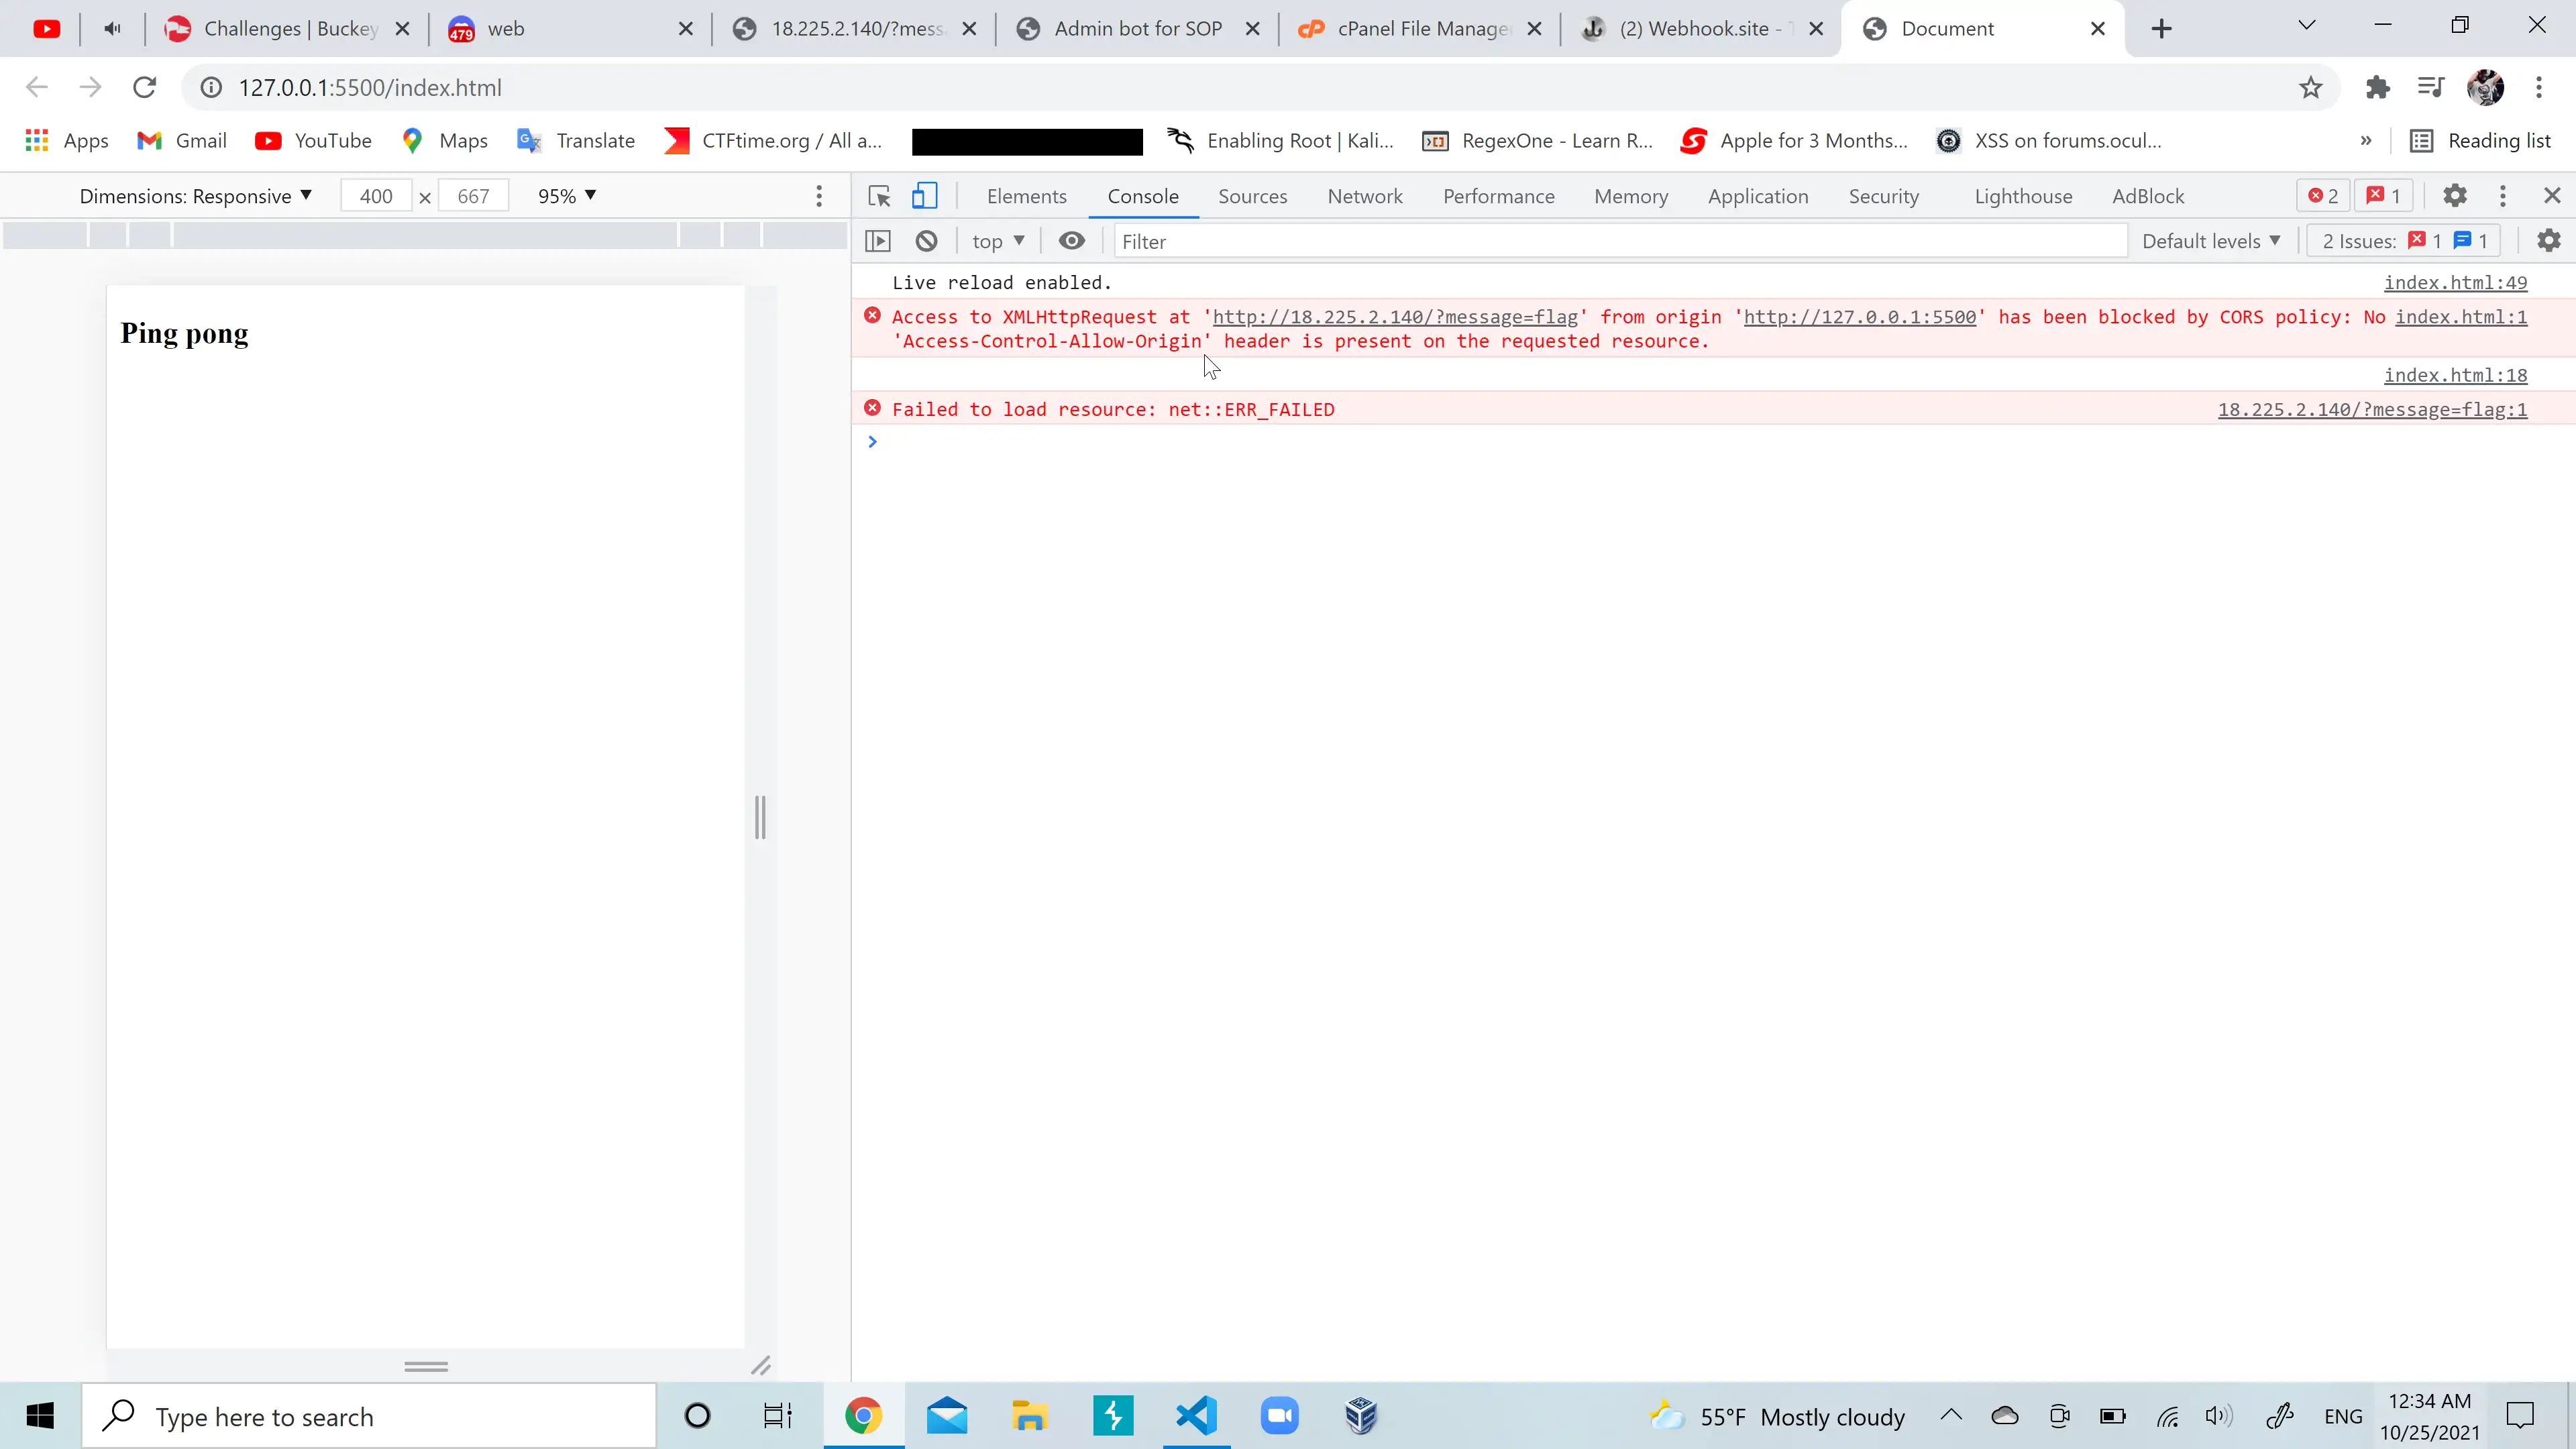 Challenges | Buckey
479 web
18.225.2.140/?mess
Admin bot for SOP
cPanel File Manage
(2) Webhook.site - T
Document
127.0.0.1:5500/index.html
Apps
Gmail
YouTube
Maps
Translate
CTFtime.org / All a...
Enabling Root | Kali...
RegexOne - Learn R...
Apple for 3 Months...
XSS on forums.ocul...
» Reading list
Dimensions: Responsive ▼ 400 × 667 95% ▼
Elements Console Sources Network Performance Memory Application Security Lighthouse AdBlock 2 1
top ▼ Filter Default levels ▼ 2 Issues: 1 1
Live reload enabled. index.html:49
Access to XMLHttpRequest at 'http://18.225.2.140/?message=flag' from origin 'http://127.0.0.1:5500' has been blocked by CORS policy: No index.html:1
'Access-Control-Allow-Origin' header is present on the requested resource.
index.html:18
Failed to load resource: net::ERR_FAILED 18.225.2.140/?message=flag:1
Ping pong
Type here to search
55°F Mostly cloudy
ENG
12:34 AM
10/25/2021